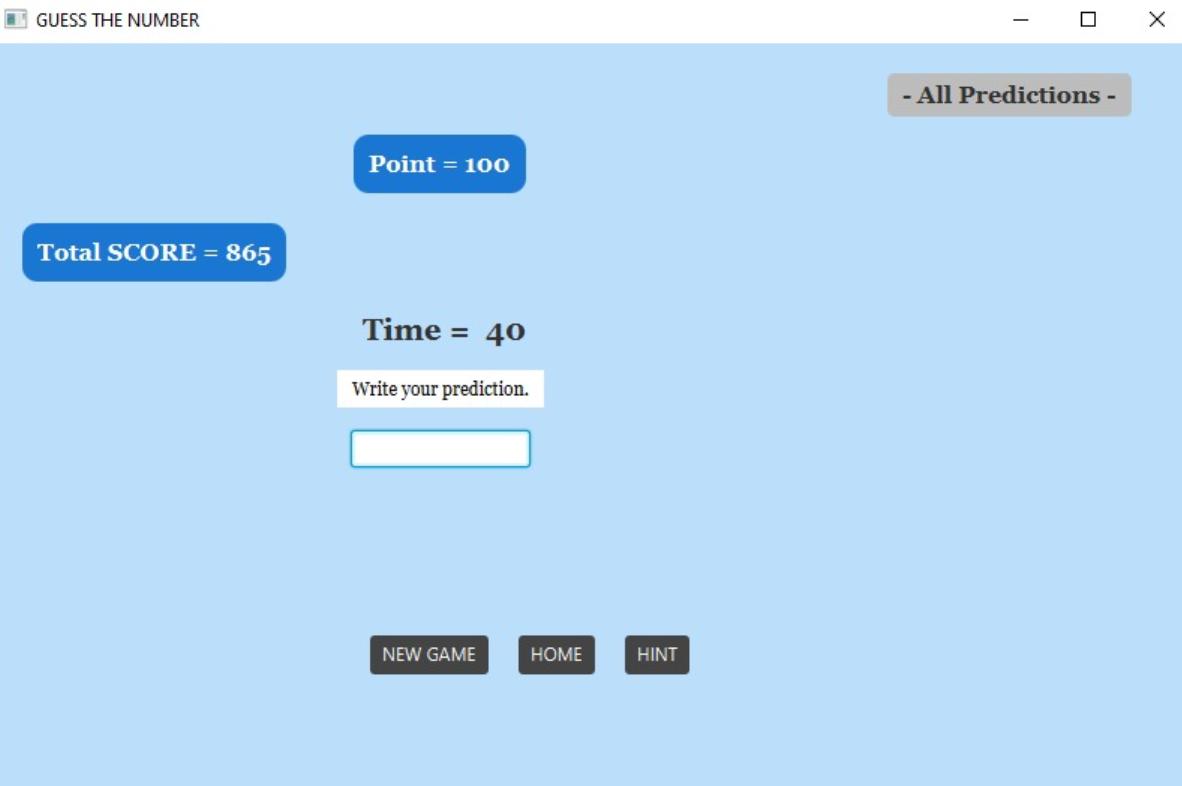 GUESS THE NUMBER
- All Predictions -
Point = 100
Total SCORE = 865
Time = 40
Write your prediction.
NEW GAME HOME HINT